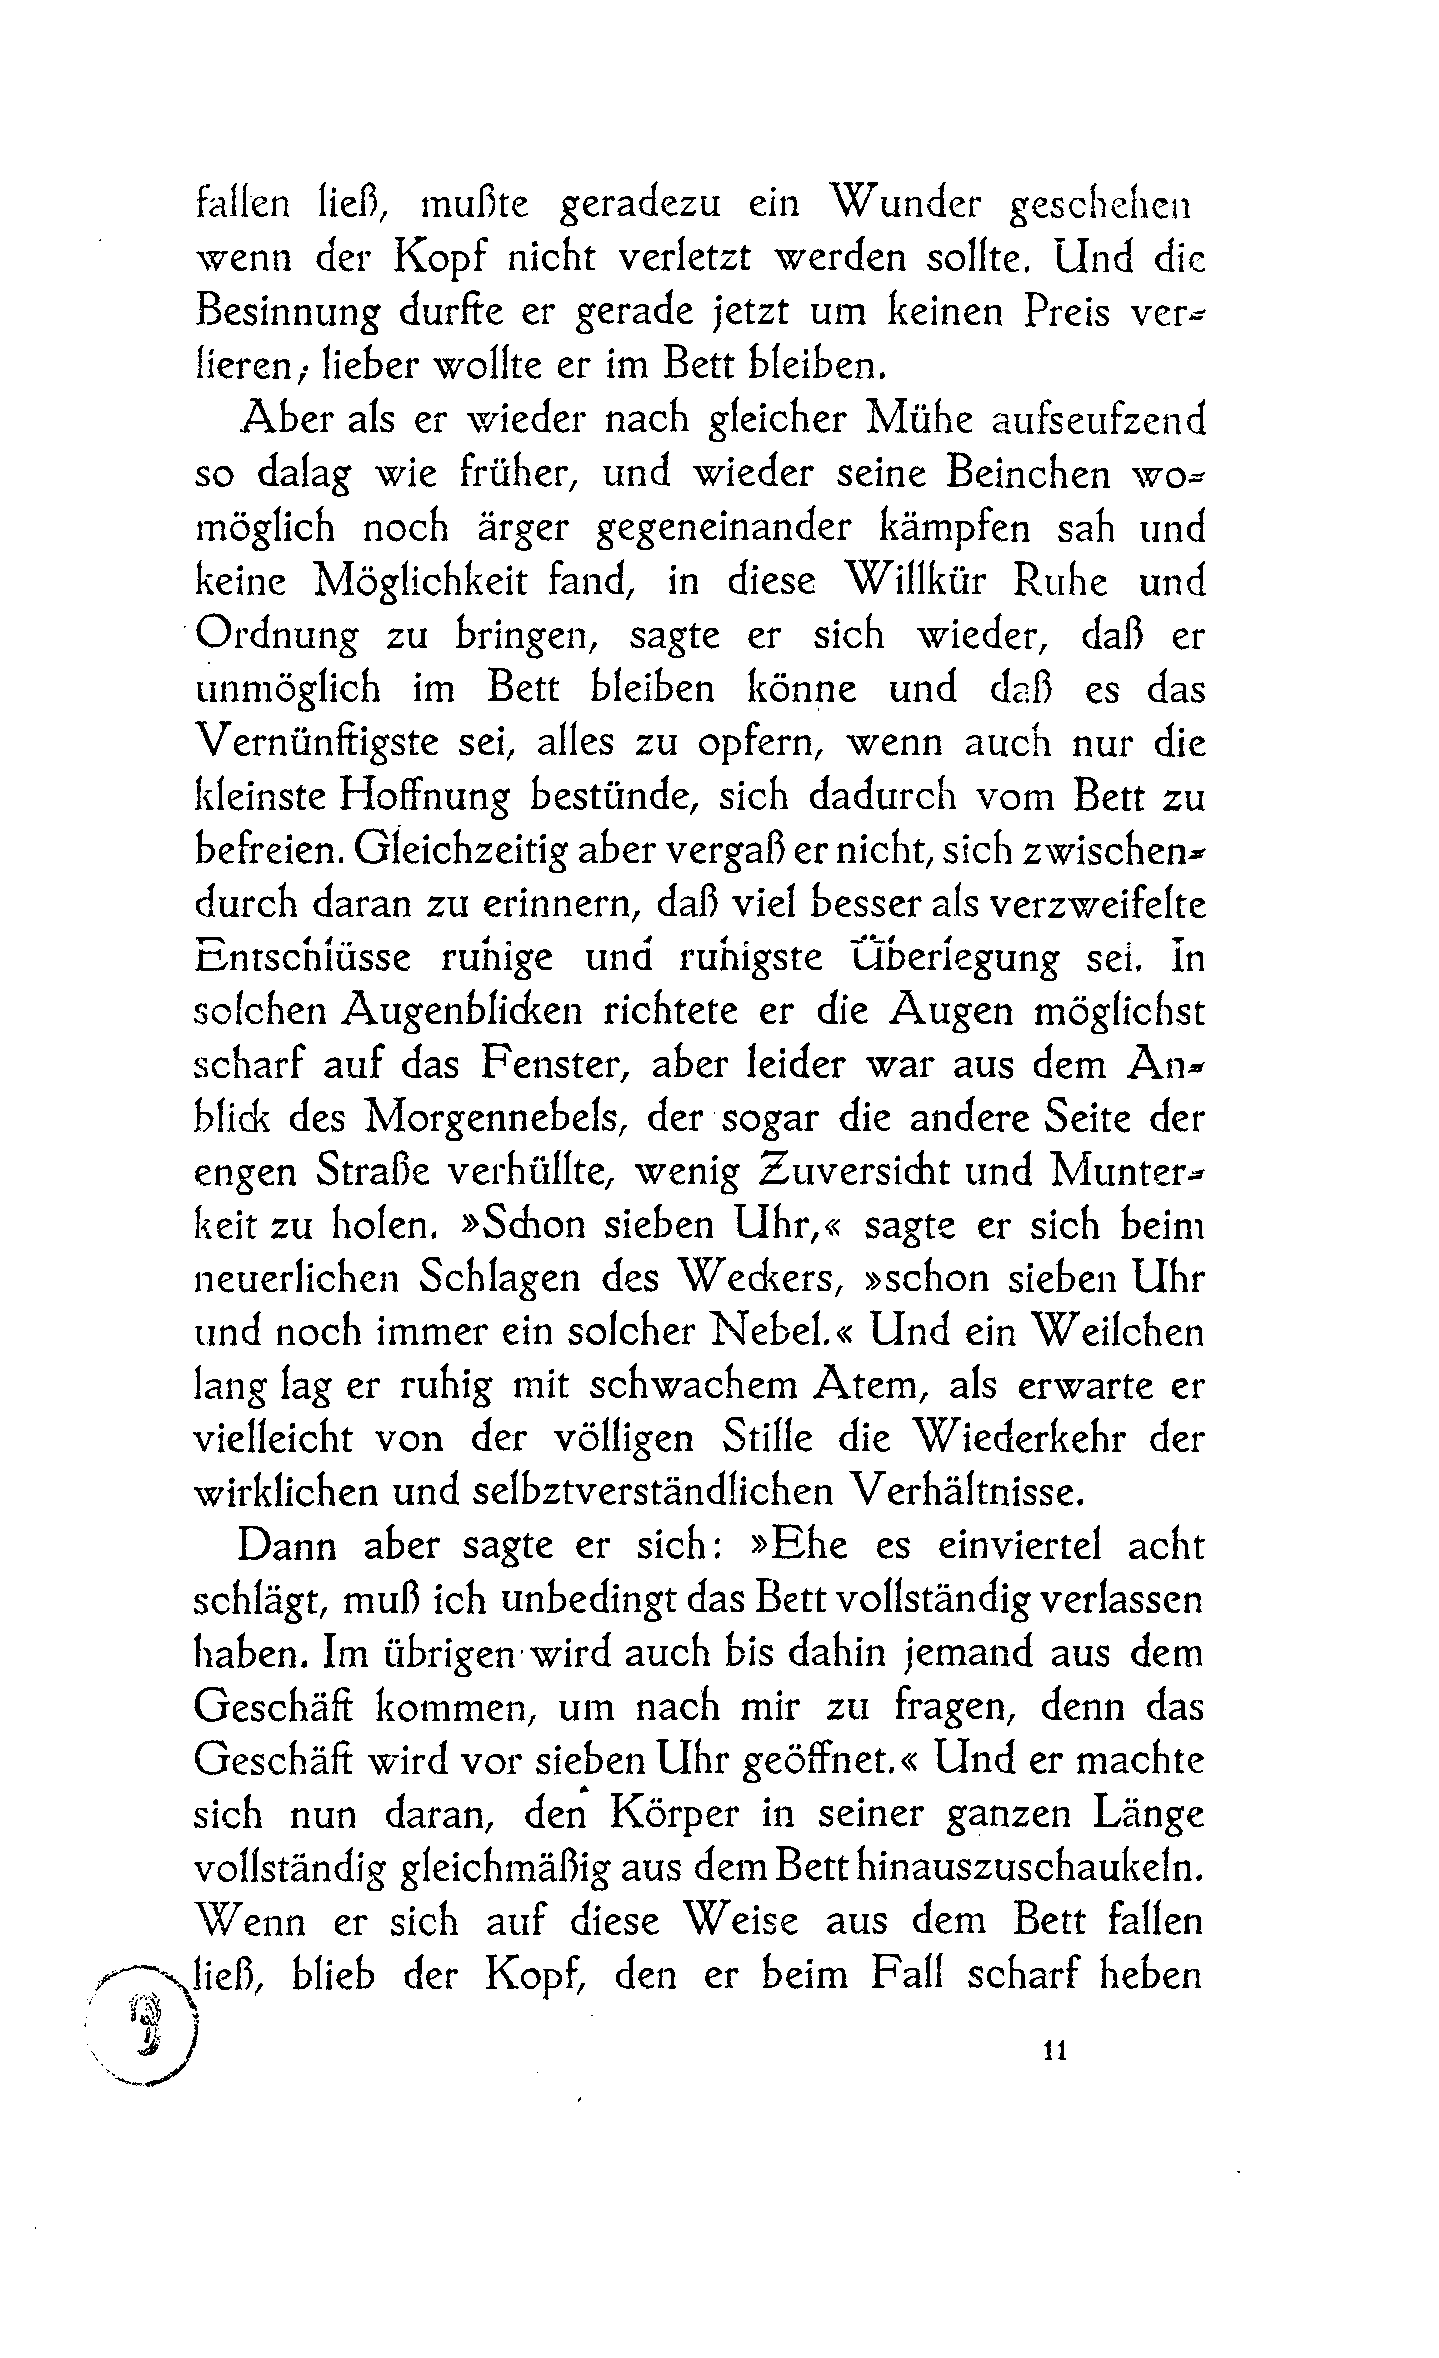 fallen ließ, mußte geradezu ein Wunder geschehen
wenn der Kopf nicht verletzt werden sollte. Und die
Besinnung durfte er gerade jetzt um keinen Preis ver-
lieren; lieber wollte er im Bett bleiben.
Aber als er wieder nach gleicher Mühe aufseufzend
so dalag wie früher, und wieder seine Beinchen wo-
möglich noch ärger gegeneinander kämpfen sah und
keine Möglichkeit fand, in diese Willkür Ruhe und
Ordnung zu bringen, sagte er sich wieder, daß er
unmöglich im Bett bleiben könne und daß es das
Vernünftigste sei, alles zu opfern, wenn auch nur die
kleinste Hoffnung bestünde, sich dadurch vom Bett zu
befreien. Gleichzeitig aber vergaß er nicht, sich zwischen-
durch daran zu erinnern, daß viel besser als verzweifelte
Entschlüsse ruhige und ruhigste Überlegung sei. In
solchen Augenblicken richtete er die Augen möglichst
scharf auf das Fenster, aber leider war aus dem An-
blick des Morgennebels, der sogar die andere Seite der
engen Straße verhüllte, wenig Zuversicht und Munter-
keit zu holen. »Schon sieben Uhr,« sagte er sich beim
neuerlichen Schlagen des Weckers, »schon sieben Uhr
und noch immer ein solcher Nebel.« Und ein Weilchen
lang lag er ruhig mit schwachem Atem, als erwarte er
vielleicht von der völligen Stille die Wiederkehr der
wirklichen und selbztverständlichen Verhältnisse.
Dann aber sagte er sich: »Ehe es einviertel acht
schlägt, muß ich unbedingt das Bett vollständig verlassen
haben. Im übrigen wird auch bis dahin jemand aus dem
Geschäft kommen, um nach mir zu fragen, denn das
Geschäft wird vor sieben Uhr geöffnet.« Und er machte
sich nun daran, den Körper in seiner ganzen Länge
vollständig gleichmäßig aus dem Bett hinauszuschaukeln.
Wenn er sich auf diese Weise aus dem Bett fallen
ließ, blieb der Kopf, den er beim Fall scharf heben
11